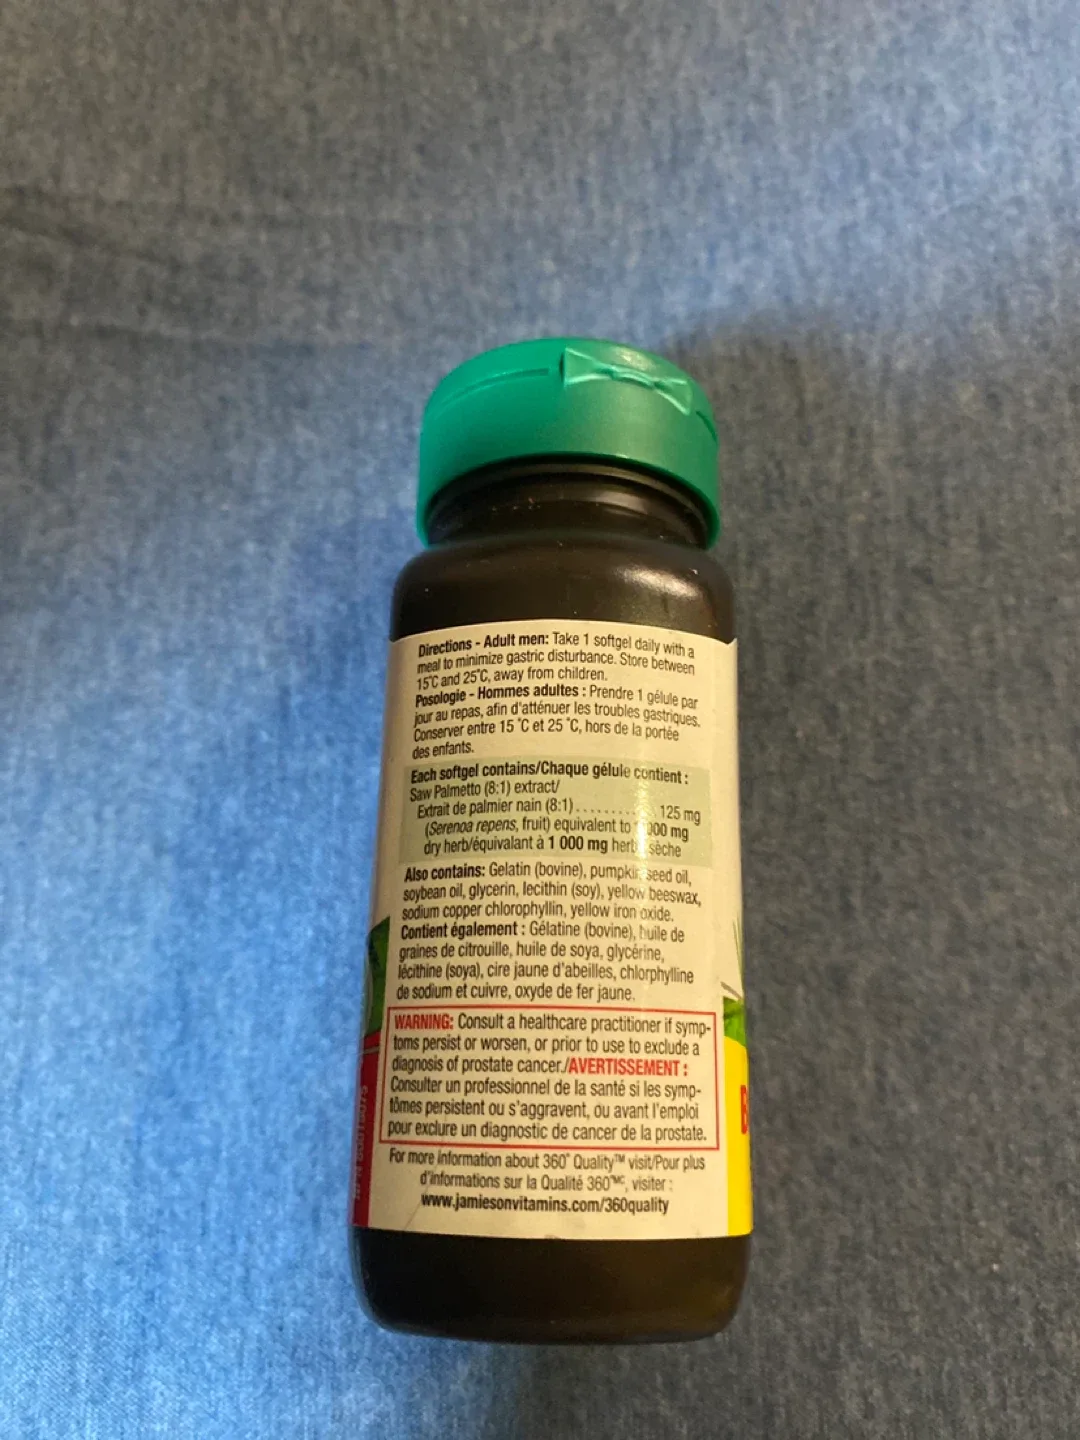 Directions - Adult men: Take 1 softgel daily with a
meal to minimize gastric disturbance. Store between
15°C and 25°C, away from children.
Posologie - Hommes adultes : Prendre 1 gélule par
jour au repas, afin d'atténuer les troubles gastriques.
Conserver entre 15 °C et 25 °C, hors de la portée
des enfants.
Each softgel contains/Chaque gélule contient :
Saw Palmetto (8:1) extract/
Extrait de palmier nain (8:1).......... 125 mg
(Serenoa repens, fruit) equivalent to 000 mg
dry herb/équivalant à 1 000 mg herb sèche
Also contains: Gelatin (bovine), pumpkin seed oil,
soybean oil, glycerin, lecithin (soy), yellow beeswax,
sodium copper chlorophyllin, yellow iron oxide.
Contient également : Gélatine (bovine), huile de
graines de citrouille, huile de soya, glycérine,
lécithine (soya), cire jaune d'abeilles, chlorphylline
de sodium et cuivre, oxyde de fer jaune.
WARNING: Consult a healthcare practitioner if symp-
toms persist or worsen, or prior to use to exclude a
diagnosis of prostate cancer./AVERTISSEMENT :
Consulter un professionnel de la santé si les symp-
tômes persistent ou s'aggravent, ou avant l'emploi
pour exclure un diagnostic de cancer de la prostate.
For more information about 360° Quality™ visit/Pour plus
d'informations sur la Qualité 360°ᴹᶜ, visiter :
www.jamiesonvitamins.com/360quality